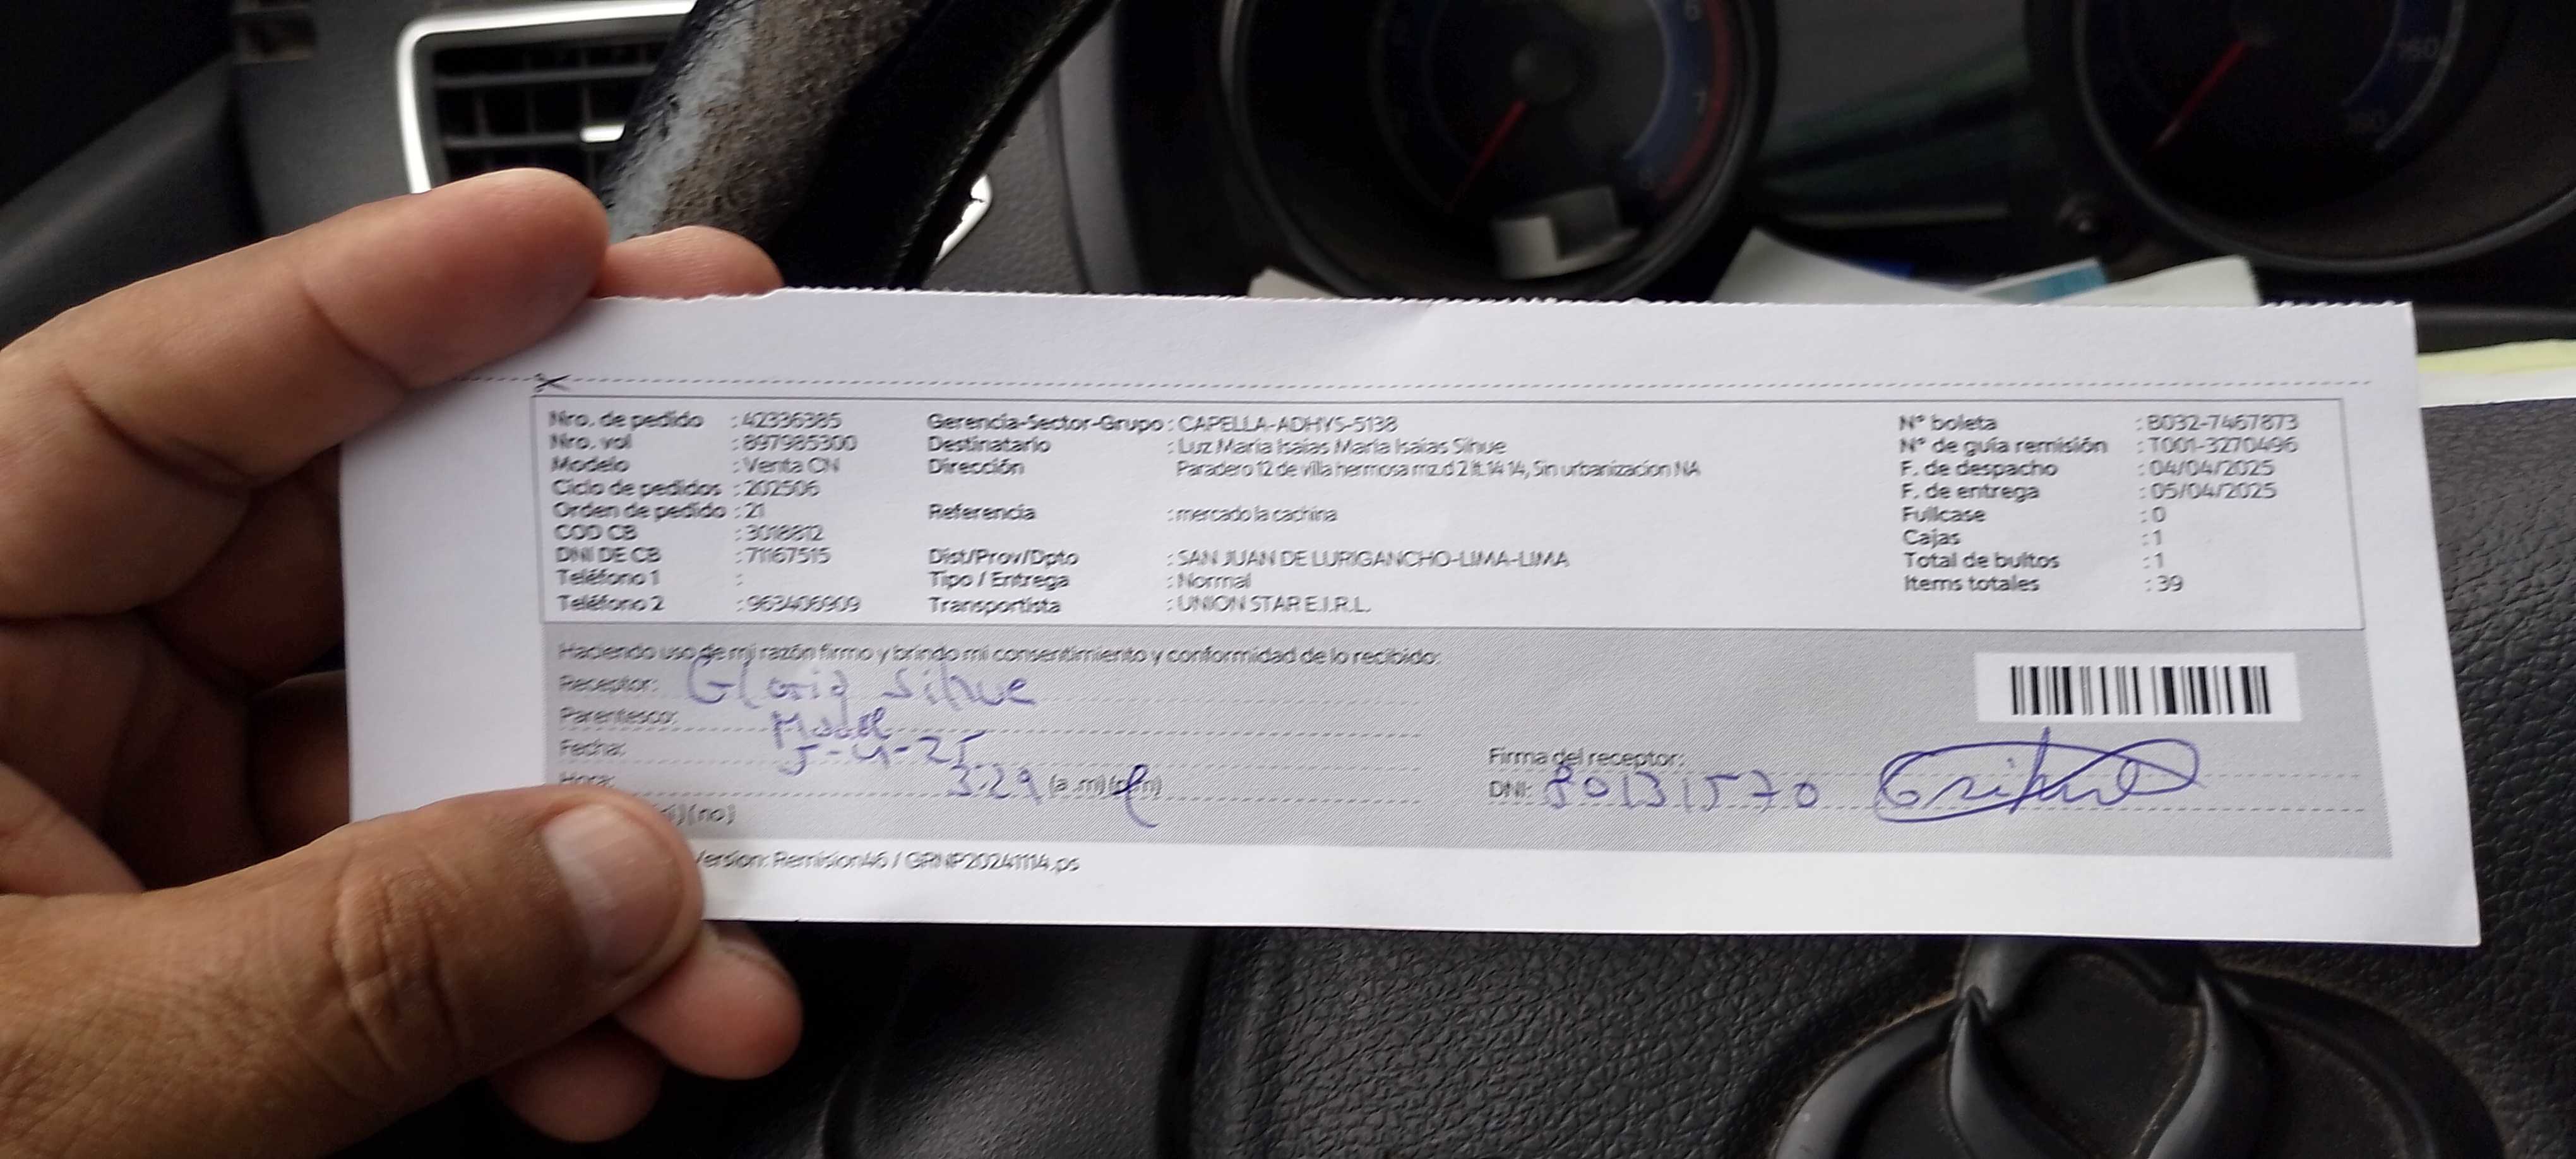 Nro. de pedido : 42336385
Nro. vol : 897985300
Modelo : Venta CN
Ciclo de pedidos : 202506
Orden de pedido : 21
COD CB : 3018812
DNI DE CB : 71167515
Teléfono 1 :
Teléfono 2 : 963406909
Gerencia-Sector-Grupo : CAPELLA-ADHYS-5138
Destinatario : Luz Maria Isaias Maria Isaias Sihue
Dirección Paradero 12 de villa hermosa mz.d 2 lt.14 14, Sin urbanizacion NA
Referencia : mercado la cachina
Dist/Prov/Dpto : SAN JUAN DE LURIGANCHO-LIMA-LIMA
Tipo / Entrega : Normal
Transportista : UNION STAR E.I.R.L.
N° boleta : B032-7467873
N° de guía remisión : T001-3270496
F. de despacho : 04/04/2025
F. de entrega : 05/04/2025
Fullcase : 0
Cajas : 1
Total de bultos : 1
Items totales : 39
Haciendo uso de mi razón firmo y brindo mi consentimiento y conformidad de lo recibido:
Receptor: Gloria Sihue
Parentesco:
Fecha: 5-4-25
Hora: 3:29 (a.m)(p.m)
(no)
Firma del receptor:
DNI: 80131570
Version: Remision46 / GRNP20241114.ps
160
7